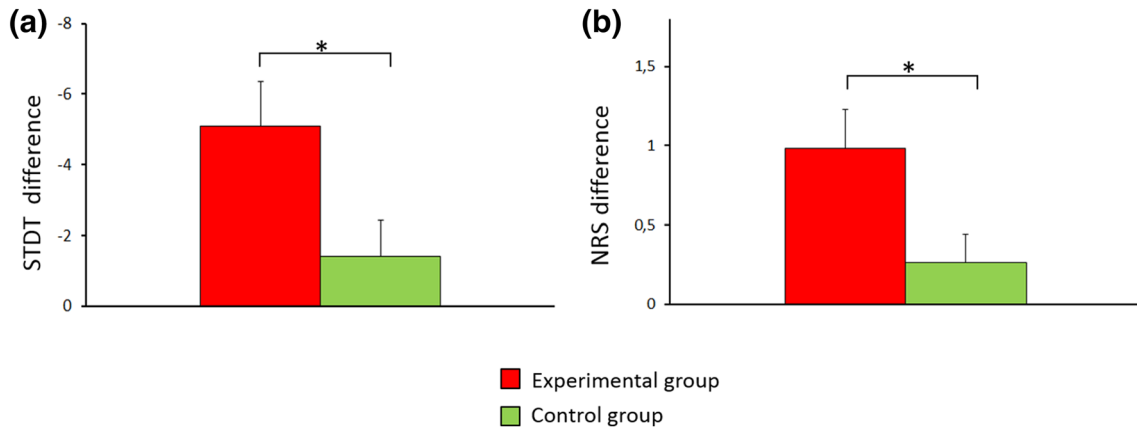 (a)
STDT difference
-8
-6
-4
-2
0
*
(b)
NRS difference
1,5
1
0,5
0
*
Experimental group
Control group